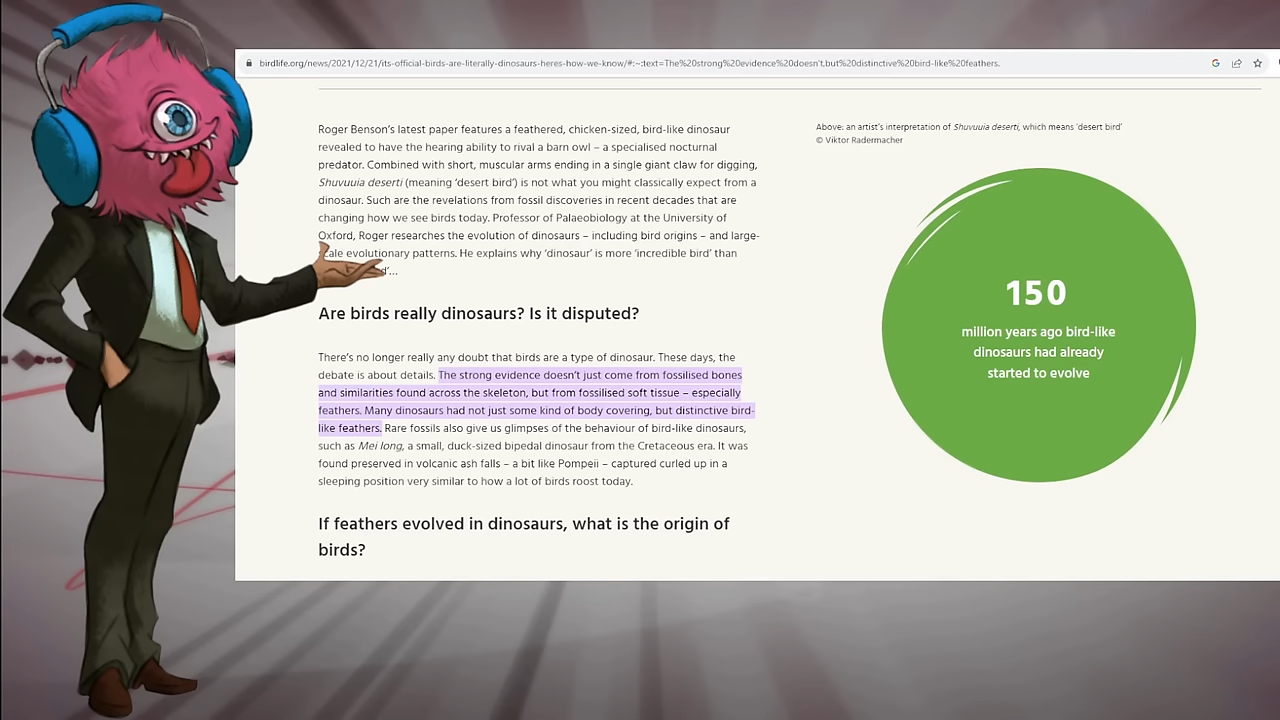 birdlife.org/news/2021/12/21/its-official-birds-are-literally-dinosaurs-heres-how-we-know/#:~:text=The%20strong%20evidence%20doesn't,but%20distinctive%20bird-like%20feathers.
Roger Benson's latest paper features a feathered, chicken-sized, bird-like dinosaur
revealed to have the hearing ability to rival a barn owl – a specialised nocturnal
predator. Combined with short, muscular arms ending in a single giant claw for digging,
Shuvuuia deserti (meaning 'desert bird') is not what you might classically expect from a
dinosaur. Such are the revelations from fossil discoveries in recent decades that are
changing how we see birds today. Professor of Palaeobiology at the University of
Oxford, Roger researches the evolution of dinosaurs – including bird origins – and large-
evolutionary patterns. He explains why 'dinosaur' is more 'incredible bird' than
Are birds really dinosaurs? Is it disputed?
There's no longer really any doubt that birds are a type of dinosaur. These days, the
debate is about details. The strong evidence doesn't just come from fossilised bones
and similarities found across the skeleton, but from fossilised soft tissue – especially
feathers. Many dinosaurs had not just some kind of body covering, but distinctive bird-
like feathers. Rare fossils also give us glimpses of the behaviour of bird-like dinosaurs,
such as Mei long, a small, duck-sized bipedal dinosaur from the Cretaceous era. It was
found preserved in volcanic ash falls – a bit like Pompeii – captured curled up in a
sleeping position very similar to how a lot of birds roost today.
If feathers evolved in dinosaurs, what is the origin of
birds?
Above: an artist's interpretation of Shuvuuia deserti, which means 'desert bird'
© Viktor Radermacher
150
million years ago bird-like
dinosaurs had already
started to evolve